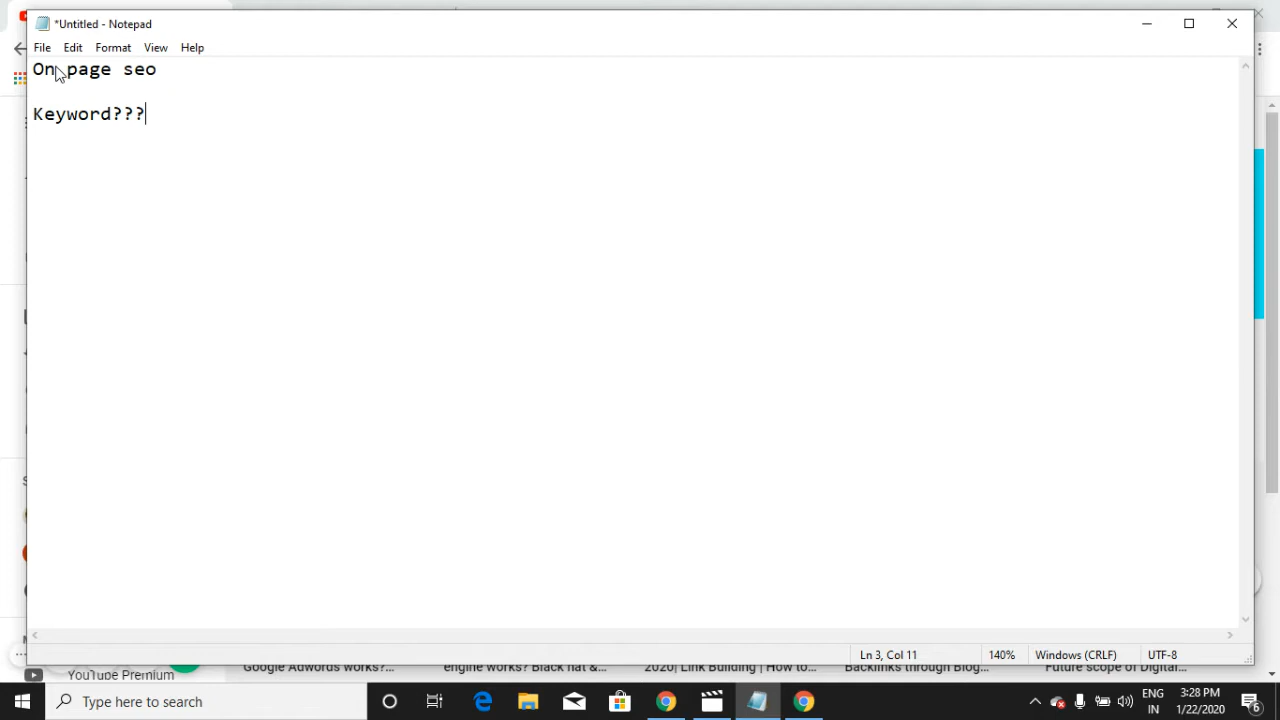 *Untitled - Notepad
File Edit Format View Help
On page seo
Keyword???
Ln 3, Col 11 140% Windows (CRLF) UTF-8
Google Adwords works?... engine works? Black hat &... 2020| Link Building | How to... Backlinks through Blog... Future scope of Digital...
YouTube Premium
Type here to search
ENG
IN
3:28 PM
1/22/2020
6